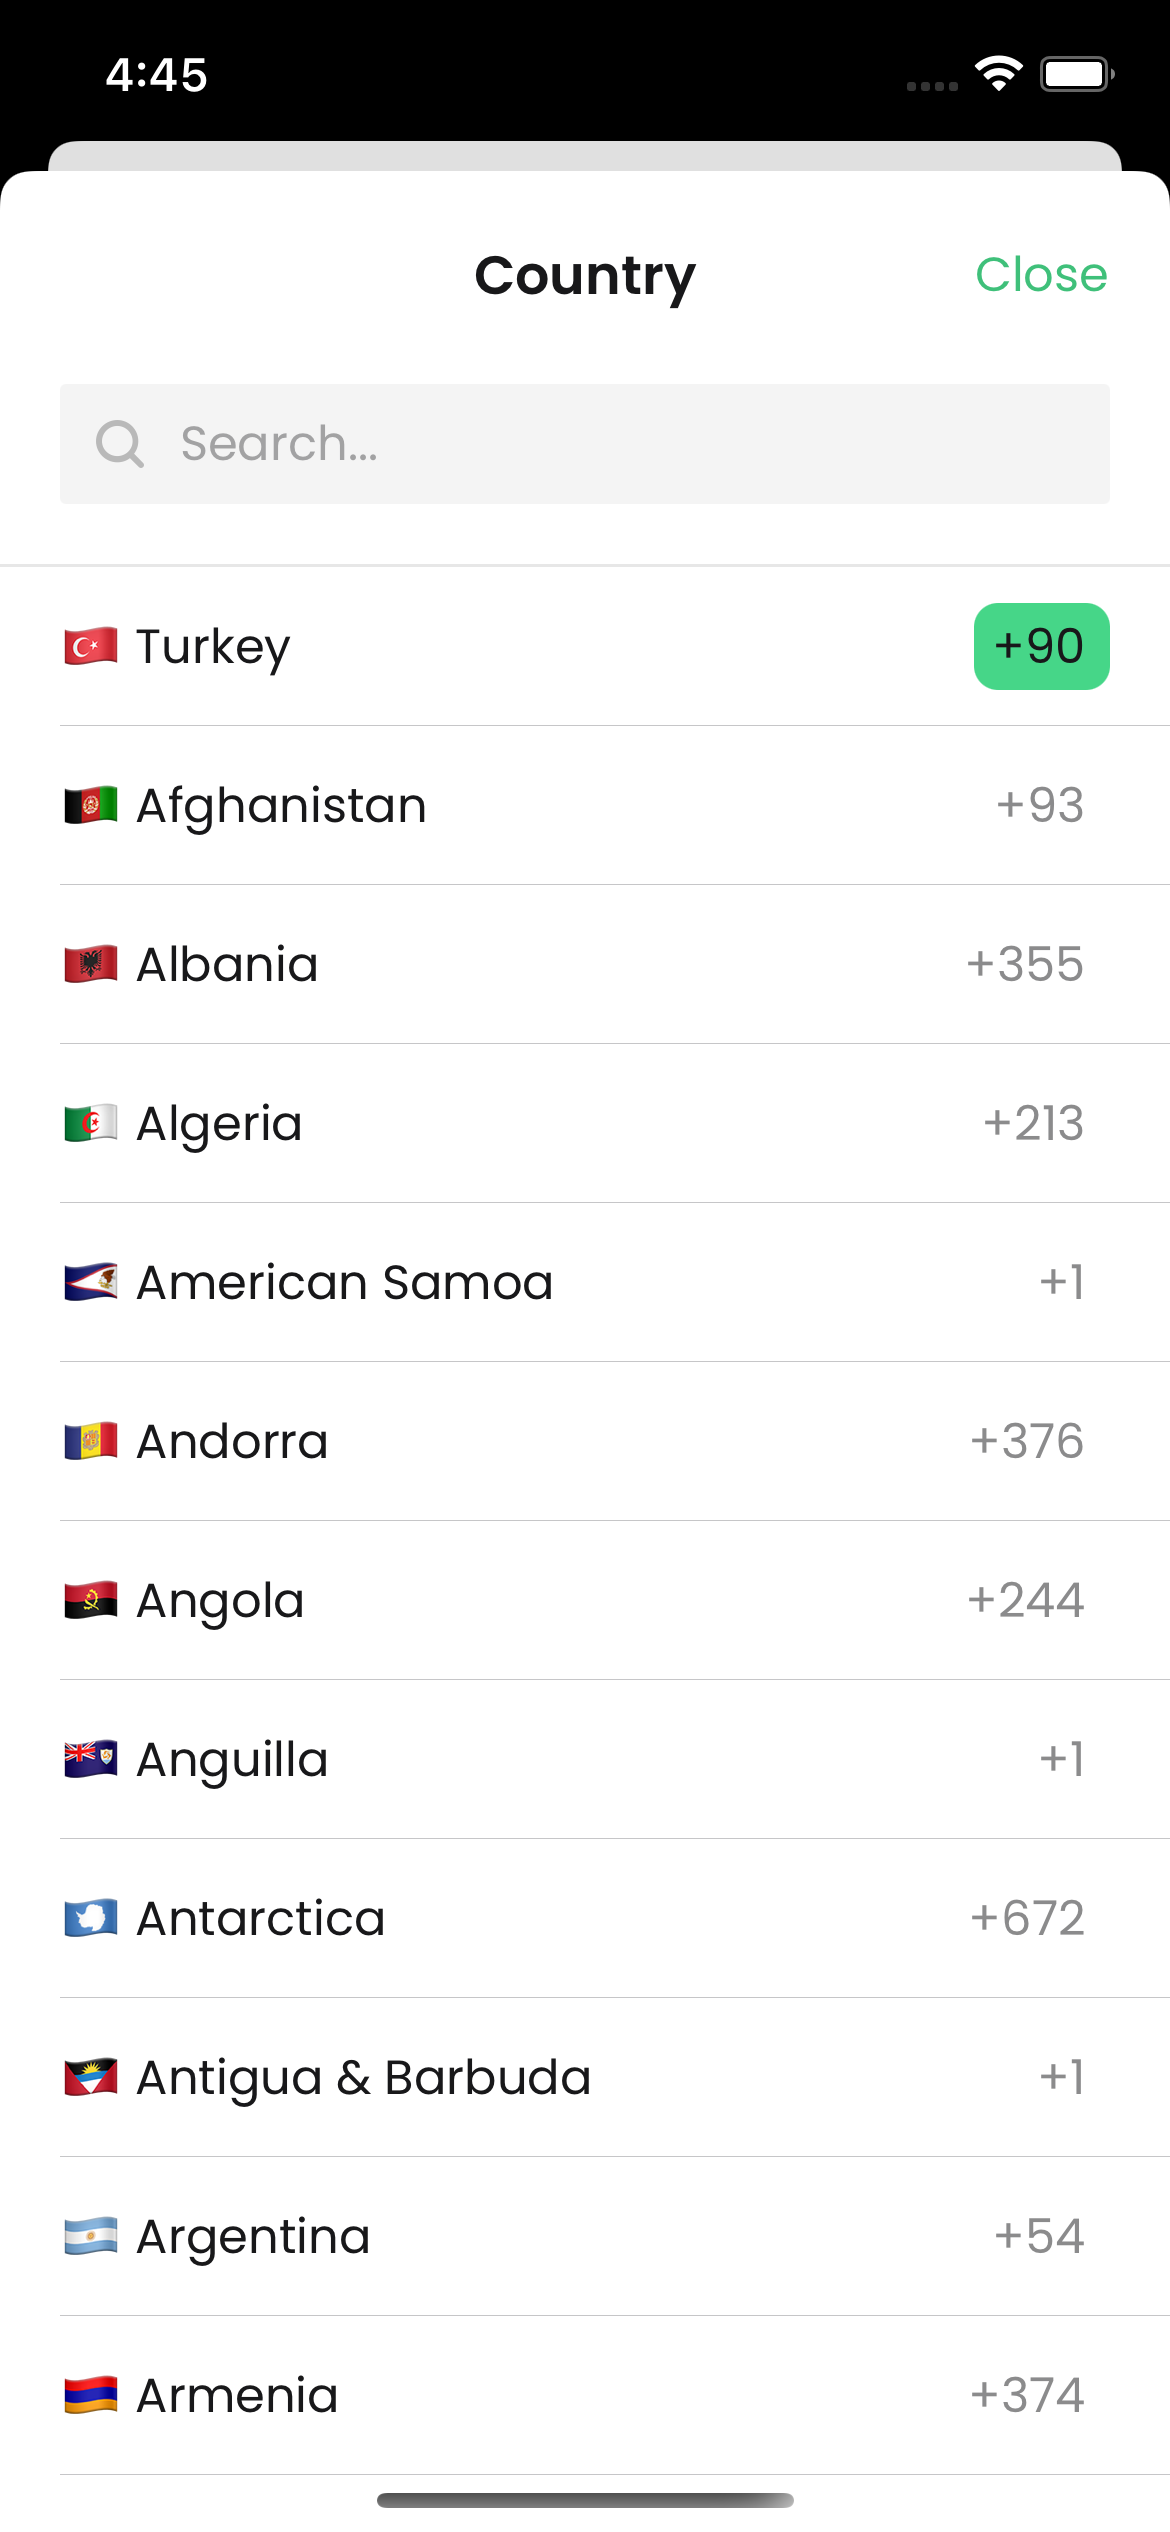 4:45
Country
Close
Search...
Turkey +90
Afghanistan +93
Albania +355
Algeria +213
American Samoa +1
Andorra +376
Angola +244
Anguilla +1
Antarctica +672
Antigua & Barbuda +1
Argentina +54
Armenia +374